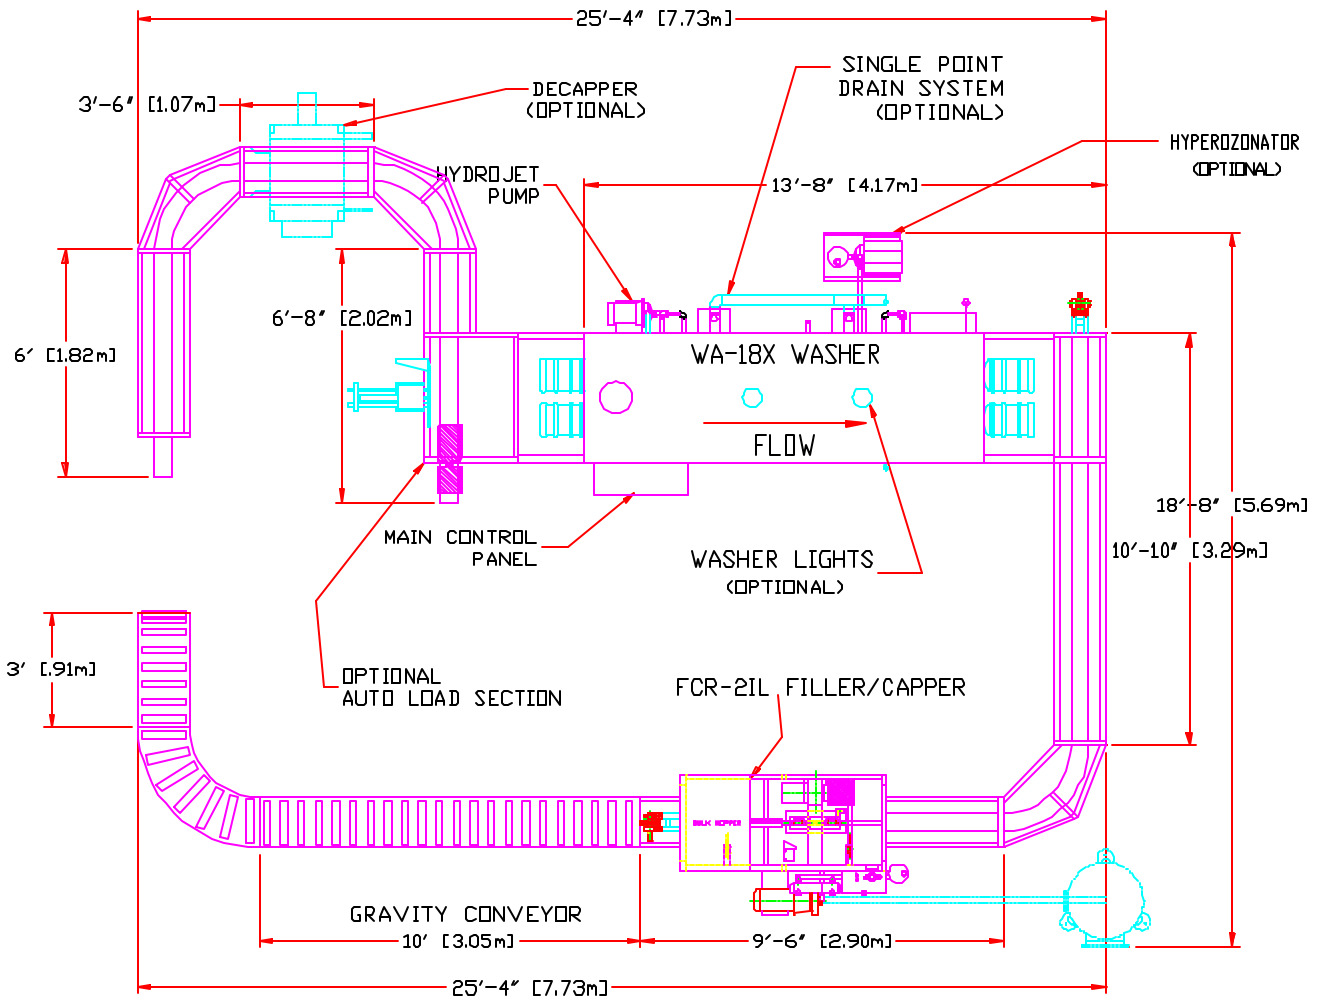 25'-4" [7.73m]
SINGLE POINT
DRAIN SYSTEM
(OPTIONAL)
DECAPPER
(OPTIONAL)
3'-6" [1.07m]
HYPEROZONATOR
(OPTIONAL)
HYDROJET
PUMP
13'-8" [4.17m]
6'-8" [2.02m]
6' [1.82m]
WA-18X WASHER
FLOW
18'-8" [5.69m]
MAIN CONTROL
PANEL
10'-10" [3.29m]
WASHER LIGHTS
(OPTIONAL)
3' [.91m]
OPTIONAL
AUTO LOAD SECTION
FCR-21L FILLER/CAPPER
BULK HOPPER
GRAVITY CONVEYOR
10' [3.05m]
9'-6" [2.90m]
25'-4" [7.73m]